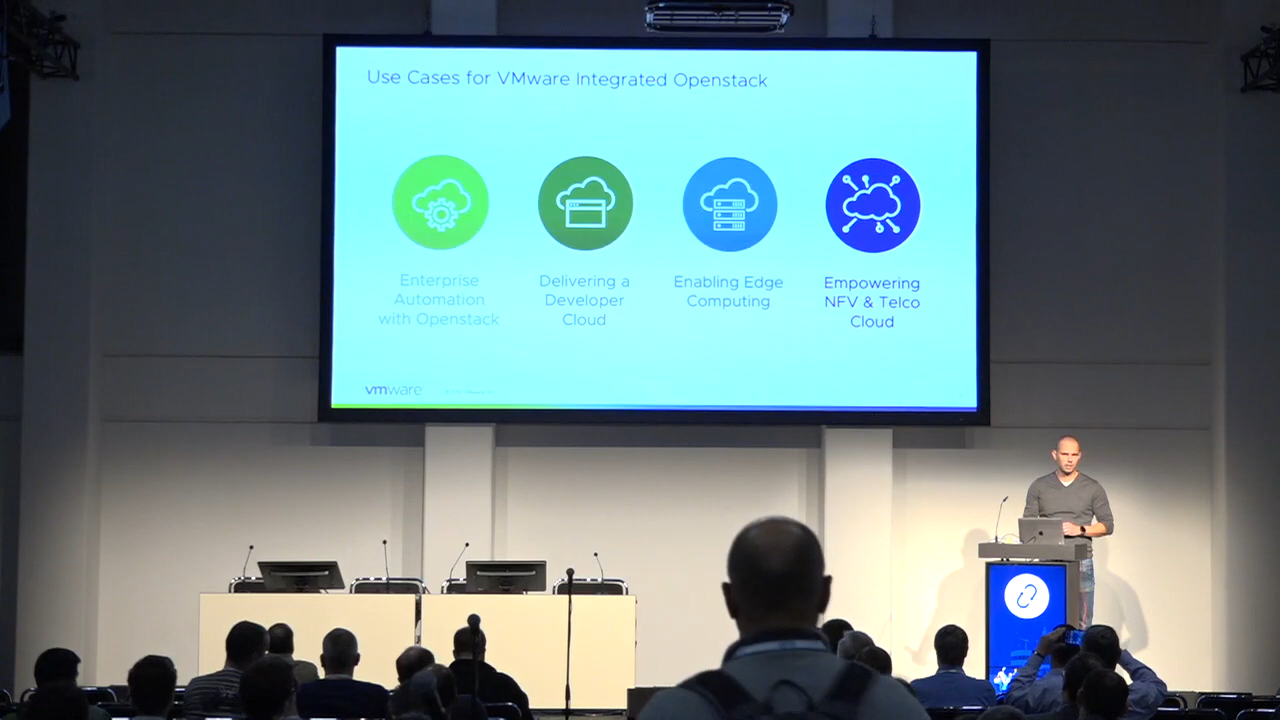 Use Cases for VMware Integrated Openstack
Enterprise
Automation
with Openstack
Delivering a
Developer
Cloud
Enabling Edge
Computing
Empowering
NFV & Telco
Cloud
vmware